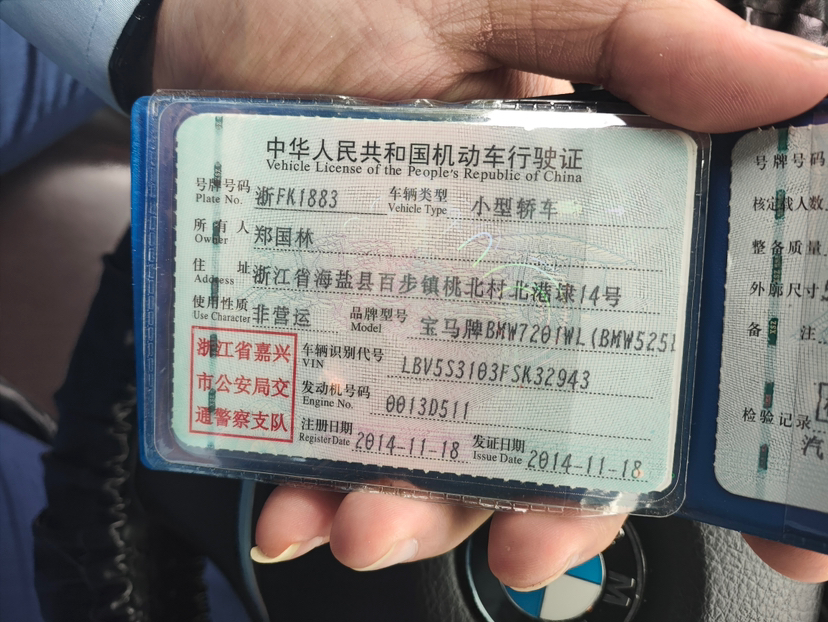 中华人民共和国机动车行驶证
Vehicle License of the People's Republic of China
号牌号码 浙FK1883 车辆类型 小型轿车
Plate No. Vehicle Type
所有人 郑国林
Owner
住址 浙江省海盐县百步镇桃北村北港埭14号
Address
使用性质 非营运 品牌型号 宝马牌BMW7201WL(BMW525l
Use Character Model
浙江省嘉兴
市公安局交
通警察支队
车辆识别代号 LBV5S3103FSK32943
VIN
发动机号码 0013D511
Engine No.
注册日期 2014-11-18 发证日期 2014-11-18
Register Date Issue Date
号牌号码
核定载人数
整备质量
外廓尺寸
备注
检验记录
汽
M